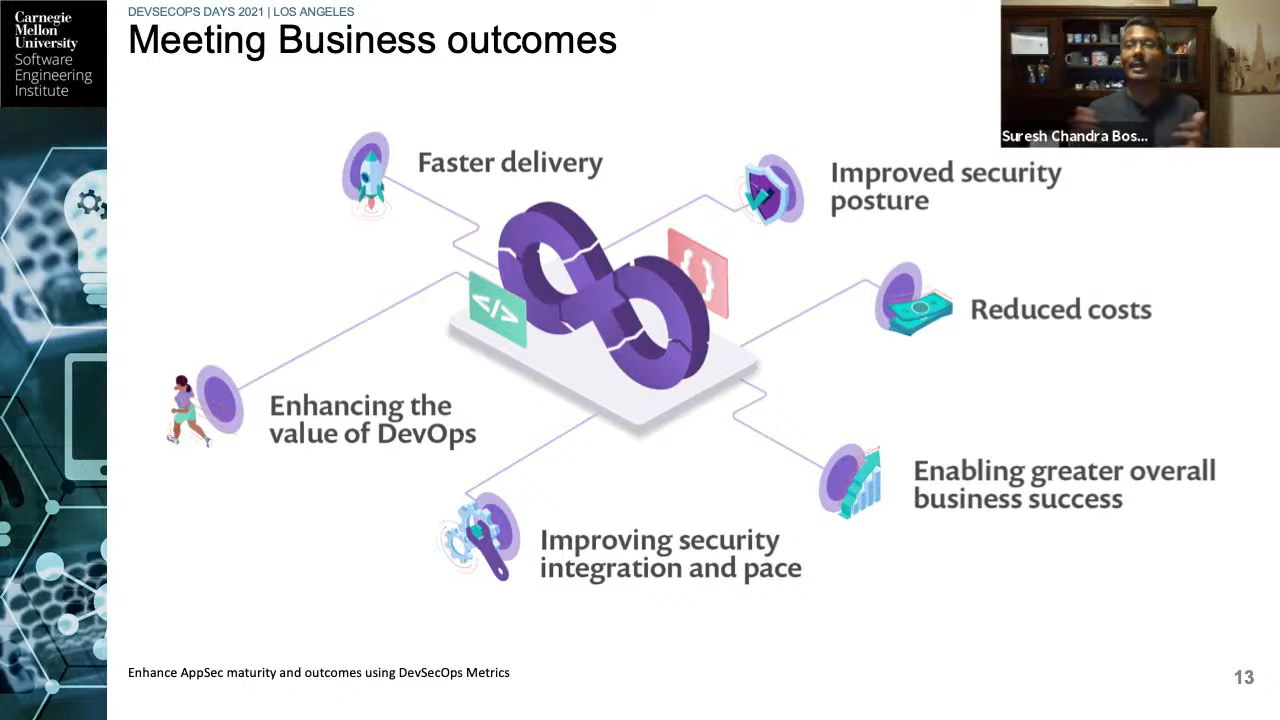 Carnegie
Mellon
University
Software
Engineering
Institute
DEVSECOPS DAYS 2021 | LOS ANGELES
Meeting Business outcomes
Suresh Chandra Bos...
Faster delivery
Improved security
posture
</>
{ }
Reduced costs
Enhancing the
value of DevOps
Enabling greater overall
business success
Improving security
integration and pace
Enhance AppSec maturity and outcomes using DevSecOps Metrics
13